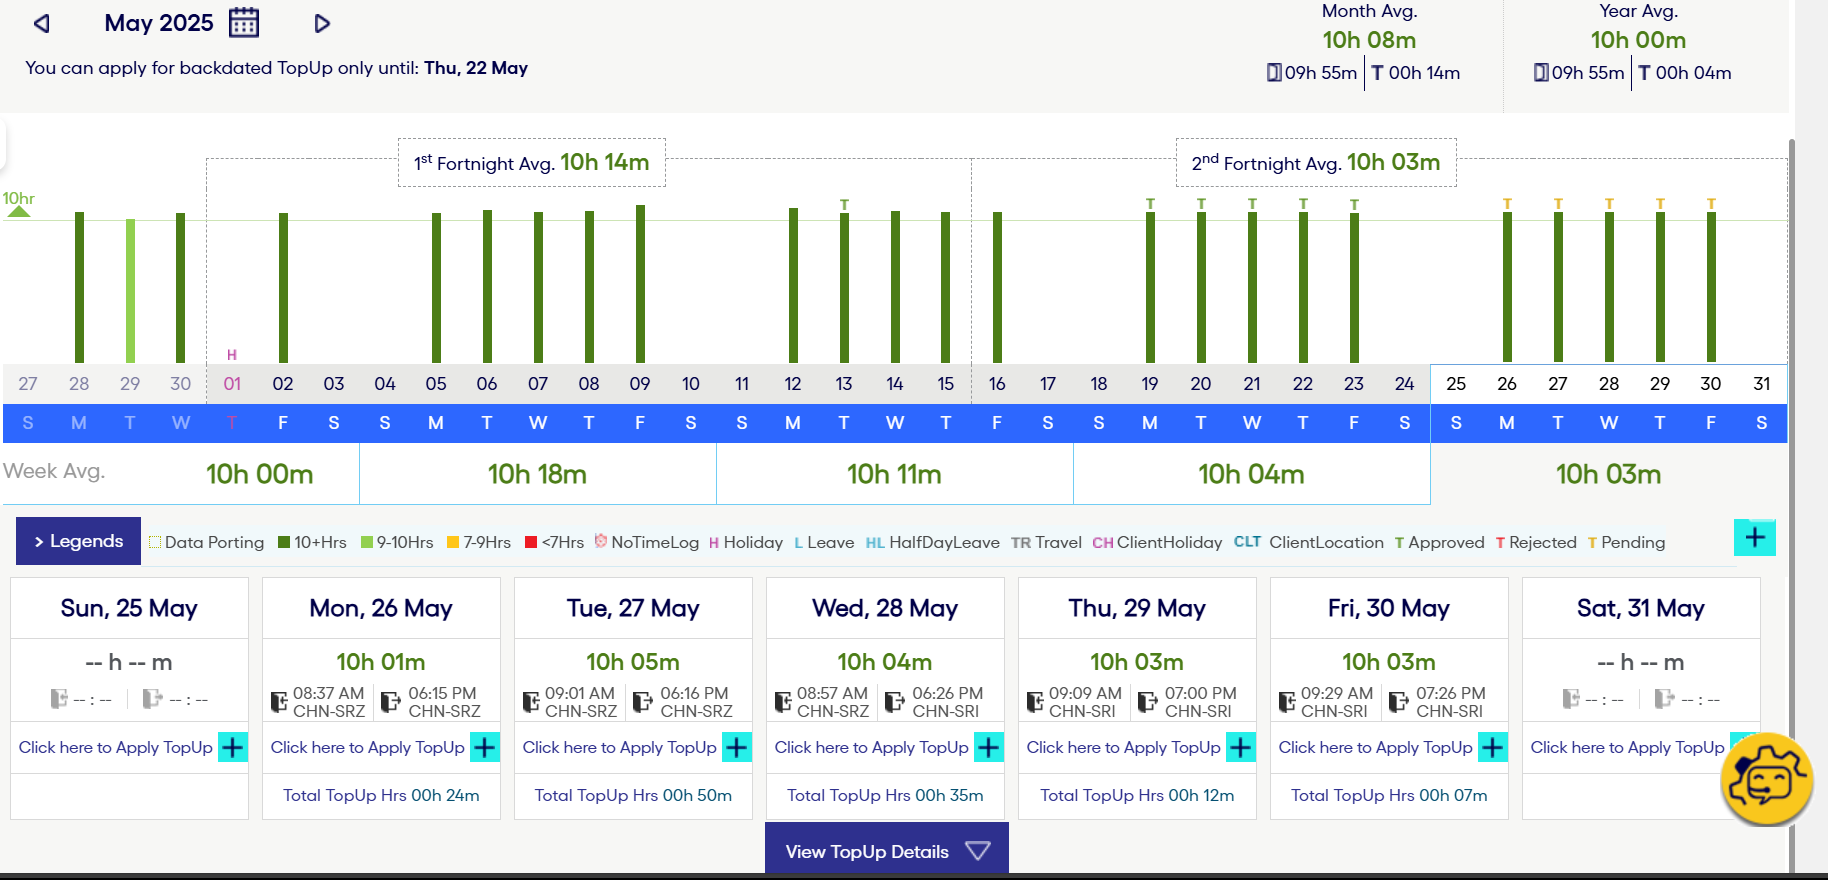 May 2025
You can apply for backdated TopUp only until: Thu, 22 May
Month Avg.
10h 08m
09h 55m T 00h 14m
Year Avg.
10h 00m
09h 55m T 00h 04m
1st Fortnight Avg. 10h 14m
2nd Fortnight Avg. 10h 03m
10hr
T T T T T T T T T T T
H
27 28 29 30 01 02 03 04 05 06 07 08 09 10 11 12 13 14 15 16 17 18 19 20 21 22 23 24 25 26 27 28 29 30 31
S M T W T F S S M T W T F S S M T W T F S S M T W T F S S M T W T F S
Week Avg. 10h 00m 10h 18m 10h 11m 10h 04m 10h 03m
> Legends Data Porting 10+Hrs 9-10Hrs 7-9Hrs <7Hrs NoTimeLog H Holiday L Leave HL HalfDayLeave TR Travel CH ClientHoliday CLT ClientLocation T Approved T Rejected T Pending +
Sun, 25 May
-- h -- m
-- : -- -- : --
Click here to Apply TopUp +
Mon, 26 May
10h 01m
08:37 AM 06:15 PM
CHN-SRZ CHN-SRZ
Click here to Apply TopUp +
Total TopUp Hrs 00h 24m
Tue, 27 May
10h 05m
09:01 AM 06:16 PM
CHN-SRZ CHN-SRZ
Click here to Apply TopUp +
Total TopUp Hrs 00h 50m
Wed, 28 May
10h 04m
08:57 AM 06:26 PM
CHN-SRZ CHN-SRI
Click here to Apply TopUp +
Total TopUp Hrs 00h 35m
Thu, 29 May
10h 03m
09:09 AM 07:00 PM
CHN-SRI CHN-SRI
Click here to Apply TopUp +
Total TopUp Hrs 00h 12m
Fri, 30 May
10h 03m
09:29 AM 07:26 PM
CHN-SRI CHN-SRI
Click here to Apply TopUp +
Total TopUp Hrs 00h 07m
Sat, 31 May
-- h -- m
-- : -- -- : --
Click here to Apply TopUp
View TopUp Details